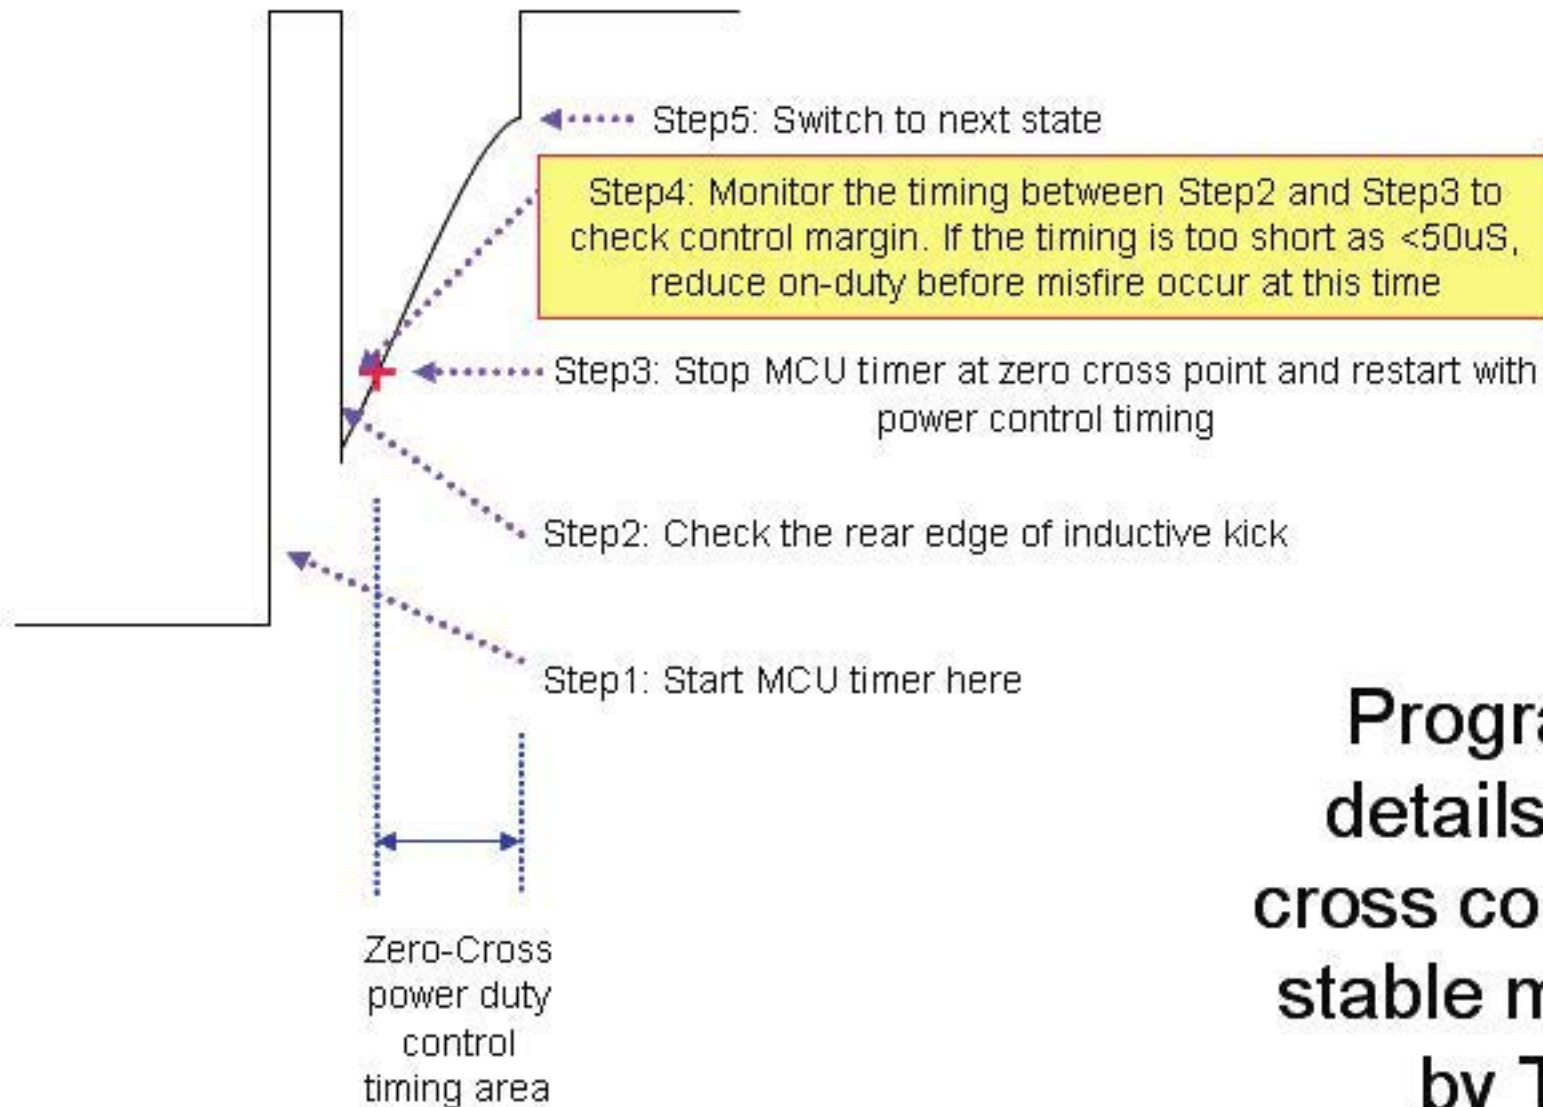 Step5: Switch to next state
Step4: Monitor the timing between Step2 and Step3 to
check control margin. If the timing is too short as <50uS,
reduce on-duty before misfire occur at this time
Step3: Stop MCU timer at zero cross point and restart with
power control timing
Step2: Check the rear edge of inductive kick
Step1: Start MCU timer here
Zero-Cross
power duty
control
timing area
details
cross
stable
by